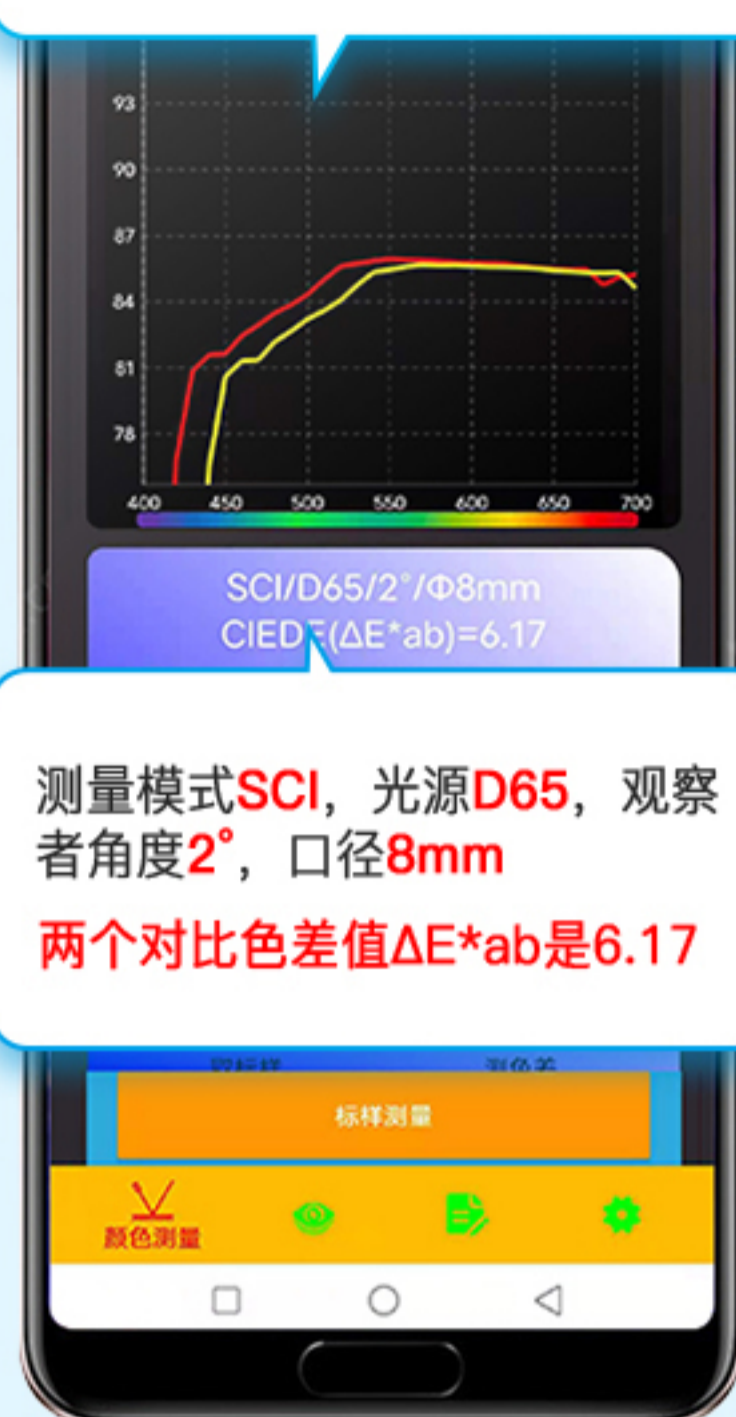 93
90
87
84
81
78
400 450 500 550 600 650 700
SCI/D65/2°/Φ8mm
CIEDE(ΔE*ab)=6.17
测量模式SCI，光源D65，观察
者角度2°，口径8mm
两个对比色差值ΔE*ab是6.17
标样测量
颜色测量